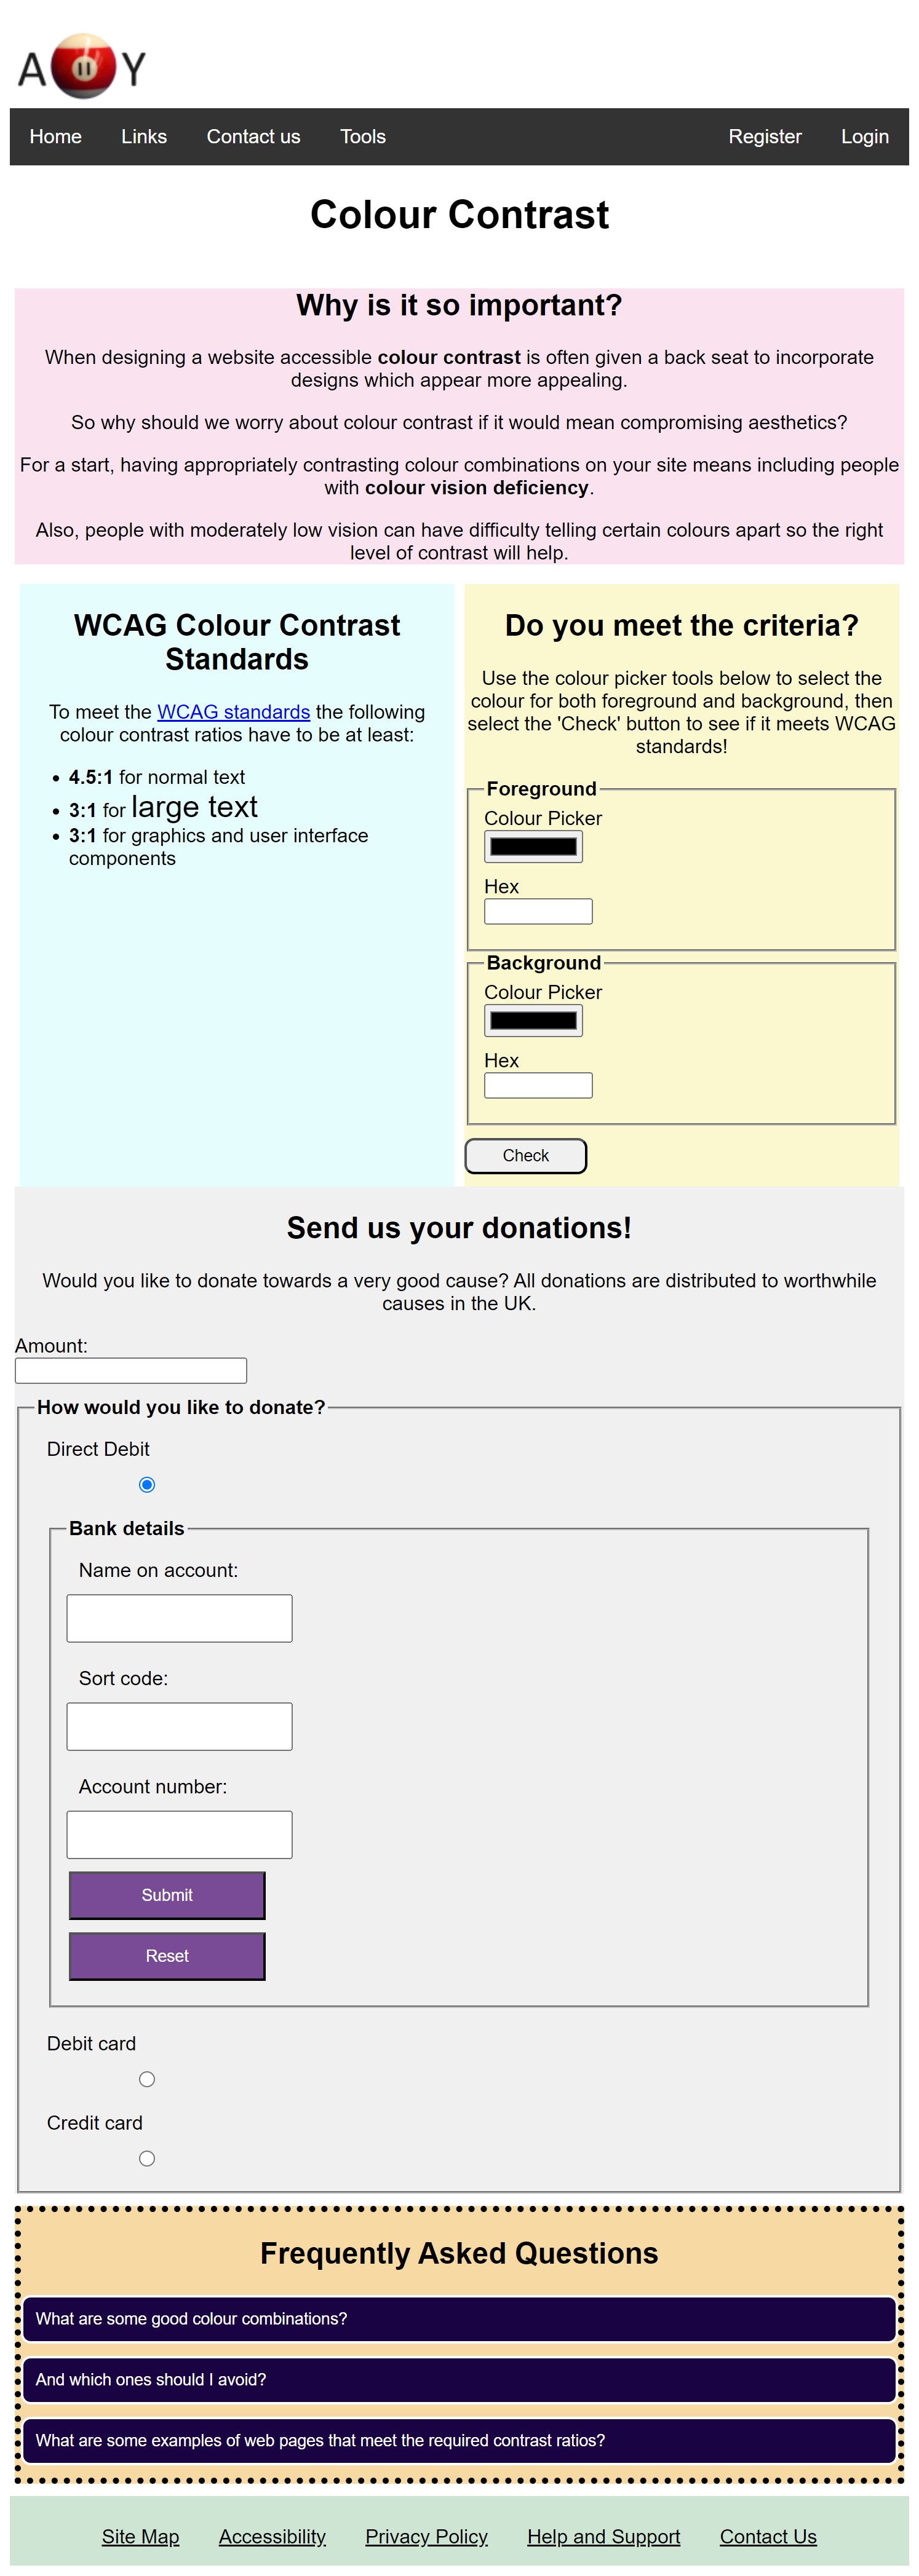 A 11 Y
Home Links Contact us Tools Register Login
Colour Contrast
Why is it so important?
When designing a website accessible colour contrast is often given a back seat to incorporate
designs which appear more appealing.
So why should we worry about colour contrast if it would mean compromising aesthetics?
For a start, having appropriately contrasting colour combinations on your site means including people
with colour vision deficiency.
Also, people with moderately low vision can have difficulty telling certain colours apart so the right
level of contrast will help.
WCAG Colour Contrast
Standards
To meet the WCAG standards the following
colour contrast ratios have to be at least:
• 4.5:1 for normal text
• 3:1 for large text
• 3:1 for graphics and user interface
components
Do you meet the criteria?
Use the colour picker tools below to select the
colour for both foreground and background, then
select the 'Check' button to see if it meets WCAG
standards!
Foreground
Colour Picker
Hex
Background
Colour Picker
Hex
Check
Send us your donations!
Would you like to donate towards a very good cause? All donations are distributed to worthwhile
causes in the UK.
Amount:
How would you like to donate?
Direct Debit
Bank details
Name on account:
Sort code:
Account number:
Submit
Reset
Debit card
Credit card
Frequently Asked Questions
What are some good colour combinations?
And which ones should I avoid?
What are some examples of web pages that meet the required contrast ratios?
Site Map Accessibility Privacy Policy Help and Support Contact Us